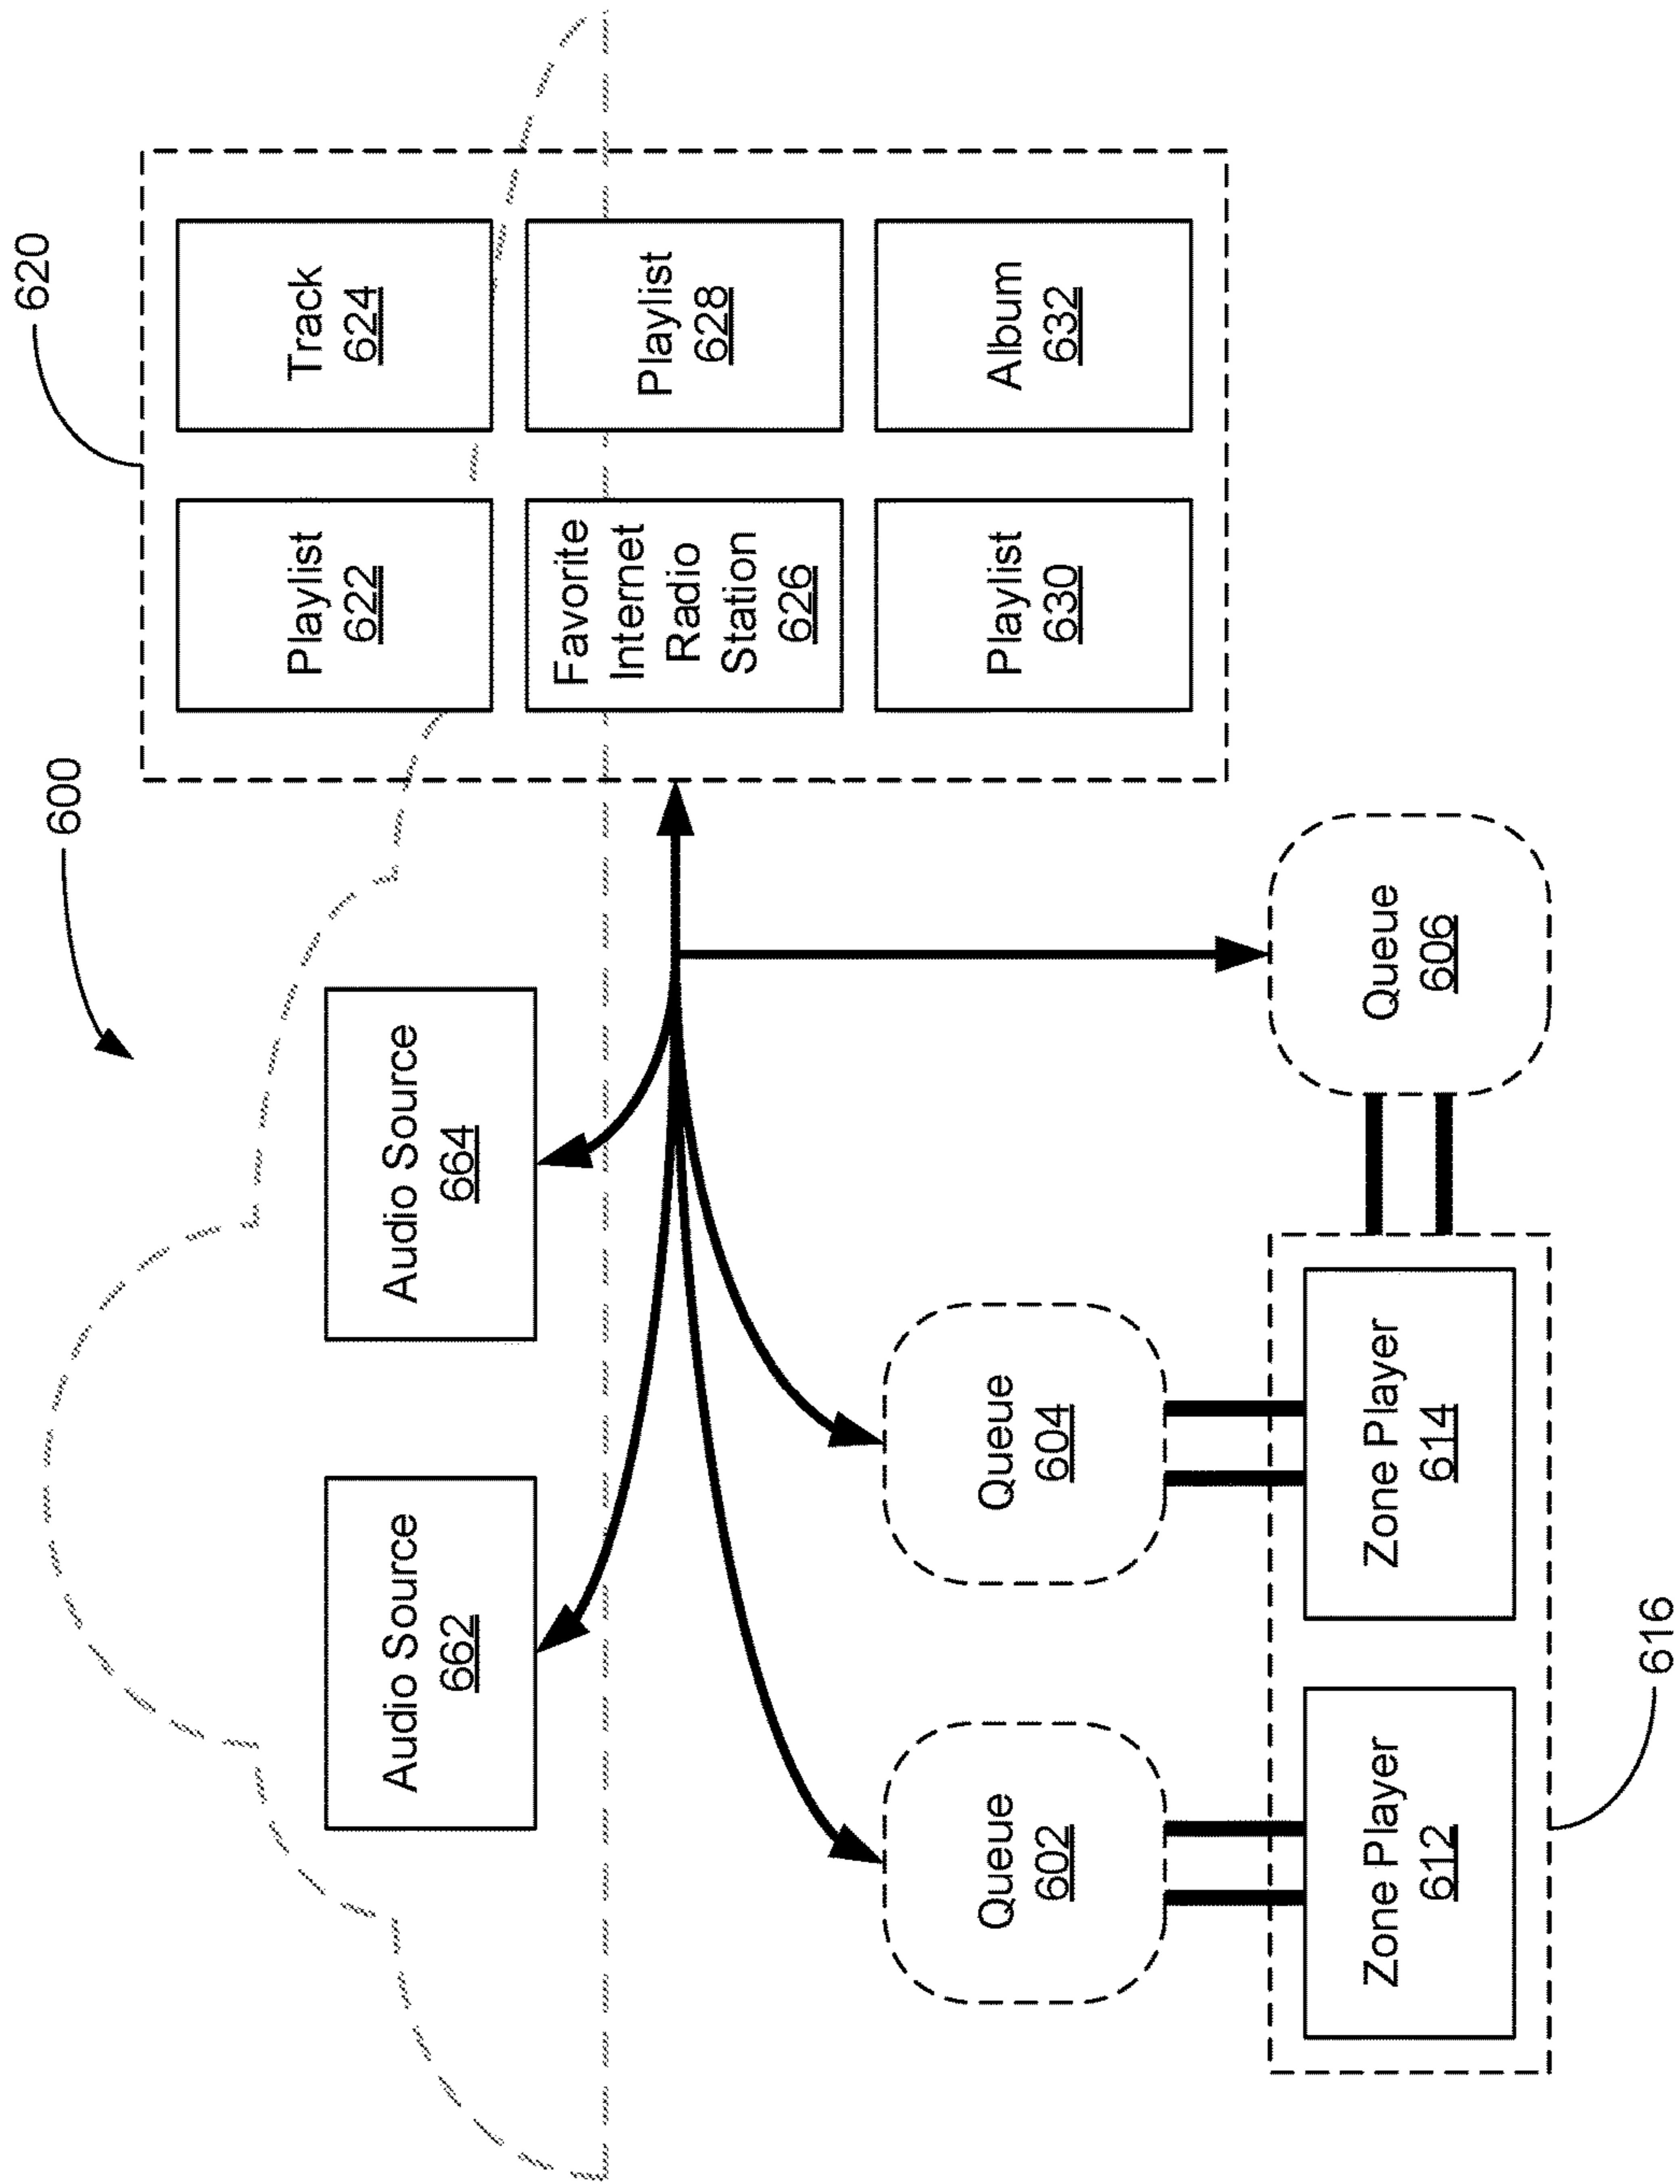 600
620
Audio Source
662
Audio Source
664
Playlist
622
Track
624
Favorite
Internet
Radio
Station
626
Playlist
628
Playlist
630
Album
632
Queue
602
Queue
604
Queue
606
Zone Player
612
Zone Player
614
616